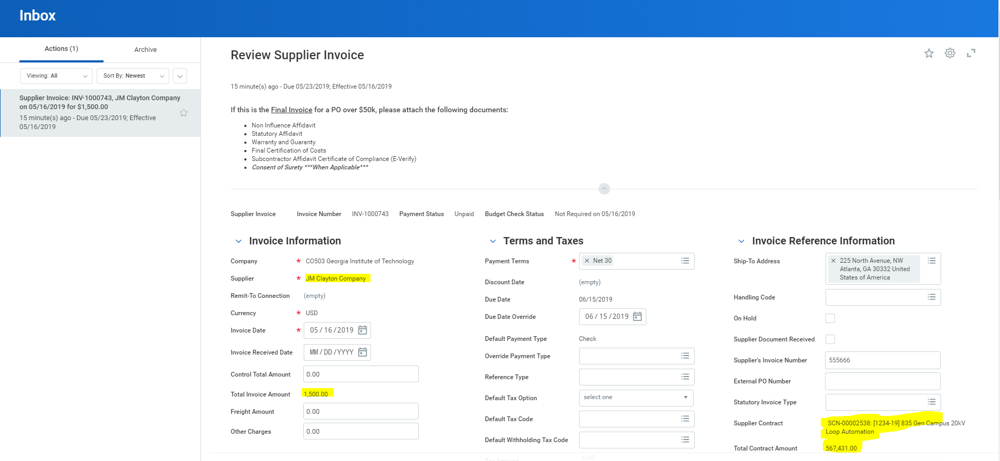 Inbox
Actions (1)
Archive
Viewing: All
Sort By: Newest
Supplier Invoice: INV-1000743, JM Clayton Company
on 05/16/2019 for $1,500.00
15 minute(s) ago - Due 05/23/2019; Effective
05/16/2019
Review Supplier Invoice
15 minute(s) ago - Due 05/23/2019; Effective 05/16/2019
If this is the Final Invoice for a PO over $50k, please attach the following documents:
Non Influence Affidavit
Statutory Affidavit
Warranty and Guaranty
Final Certification of Costs
Subcontractor Affidavit Certificate of Compliance (E-Verify)
Consent of Surety ***When Applicable***
Supplier Invoice Invoice Number INV-1000743 Payment Status Unpaid Budget Check Status Not Required on 05/16/2019
Invoice Information
Company * CO503 Georgia Institute of Technology
Supplier * JM Clayton Company
Remit-To Connection (empty)
Currency * USD
Invoice Date * 05 / 16 / 2019
Invoice Received Date MM / DD / YYYY
Control Total Amount 0.00
Total Invoice Amount 1,500.00
Freight Amount 0.00
Other Charges 0.00
Terms and Taxes
Payment Terms * × Net 30
Discount Date (empty)
Due Date 06/15/2019
Due Date Override 06 / 15 / 2019
Default Payment Type Check
Override Payment Type
Reference Type
Default Tax Option select one
Default Tax Code
Default Withholding Tax Code
Tax Amount 0.00
Invoice Reference Information
Ship-To Address × 225 North Avenue, NW
Atlanta, GA 30332 United
States of America
Handling Code
On Hold
Supplier Document Received
Supplier's Invoice Number 555666
External PO Number
Statutory Invoice Type
Supplier Contract SCN-00002538: [1234-19] 835 Gen Campus 20kV
Loop Automation
Total Contract Amount 567,431.00